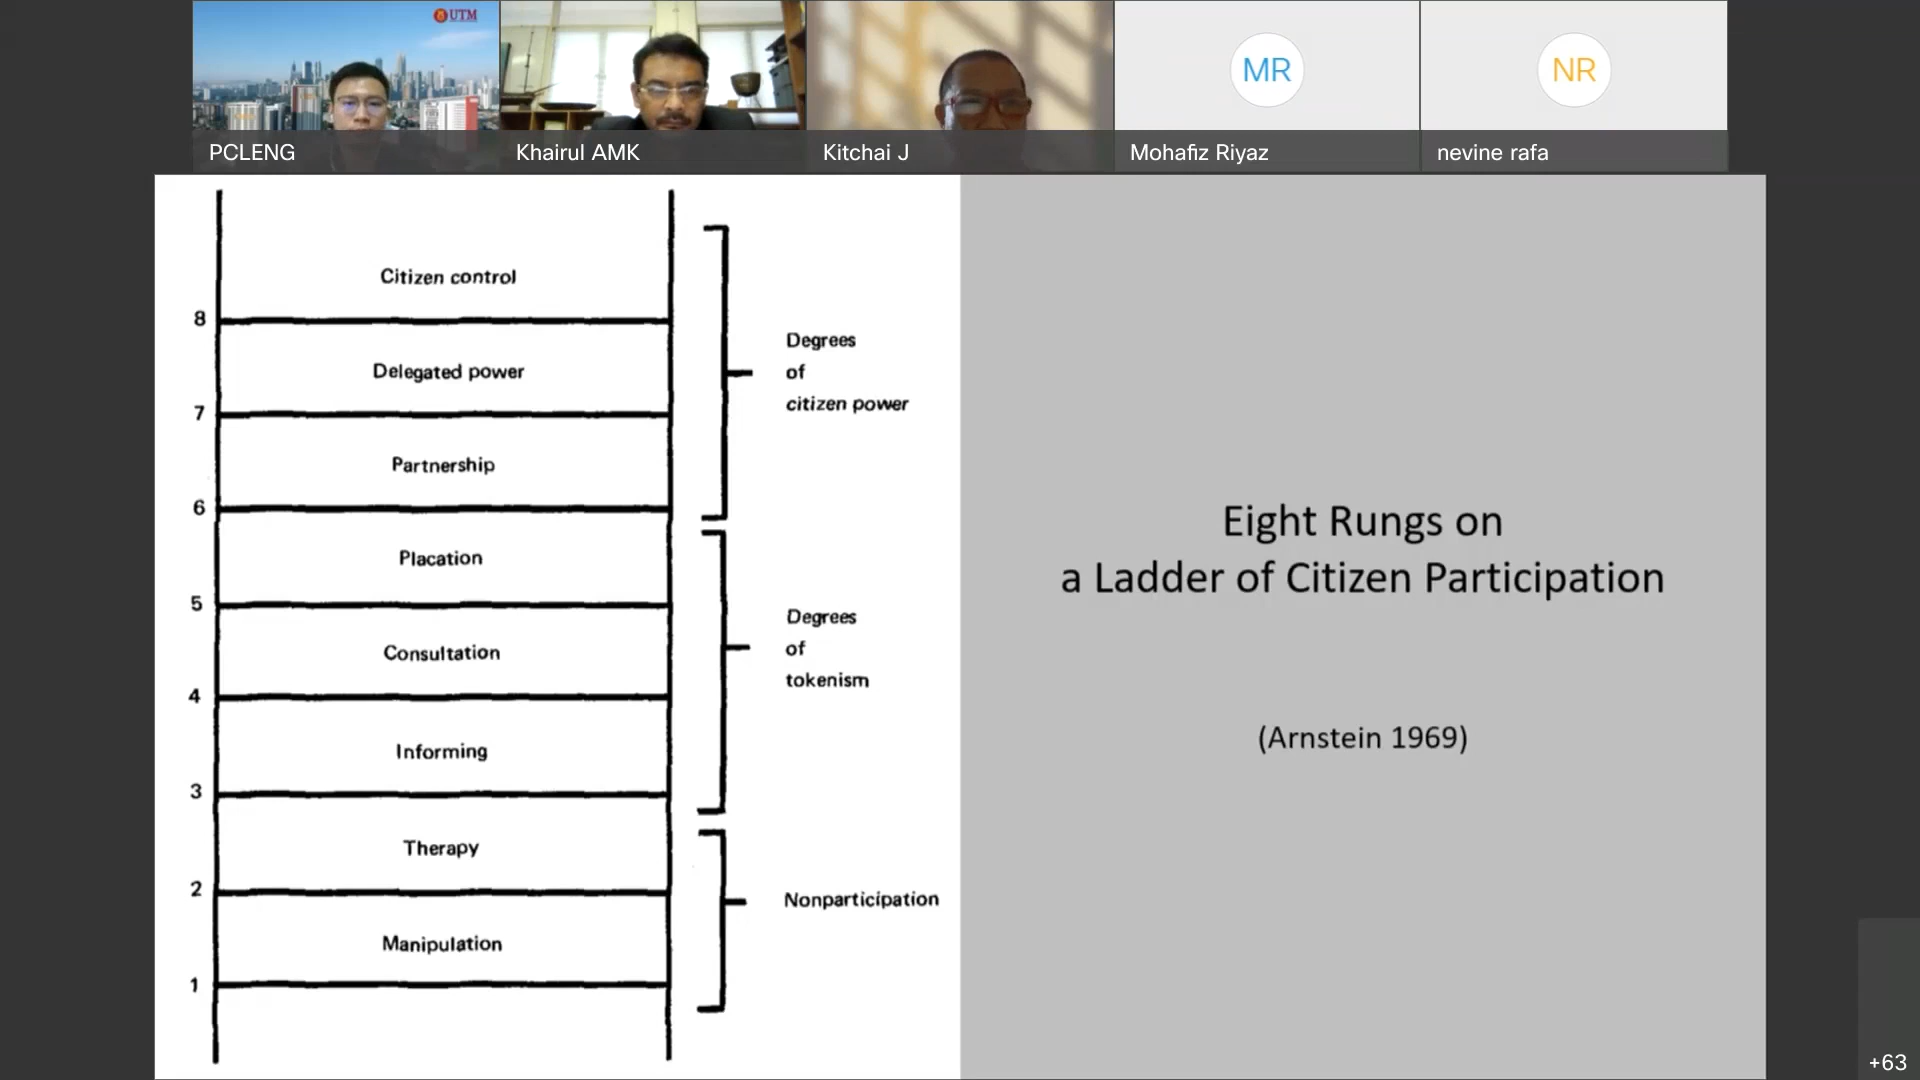 UTM
PCLENG
Khairul AMK
Kitchai J
MR
Mohafiz Riyaz
NR
nevine rafa
Citizen control
8
Delegated power
7
Partnership
6
Placation
5
Consultation
4
Informing
3
Therapy
2
Manipulation
1
Degrees
of
citizen power
Degrees
of
tokenism
Nonparticipation
Eight Rungs on
a Ladder of Citizen Participation
(Arnstein 1969)
+63